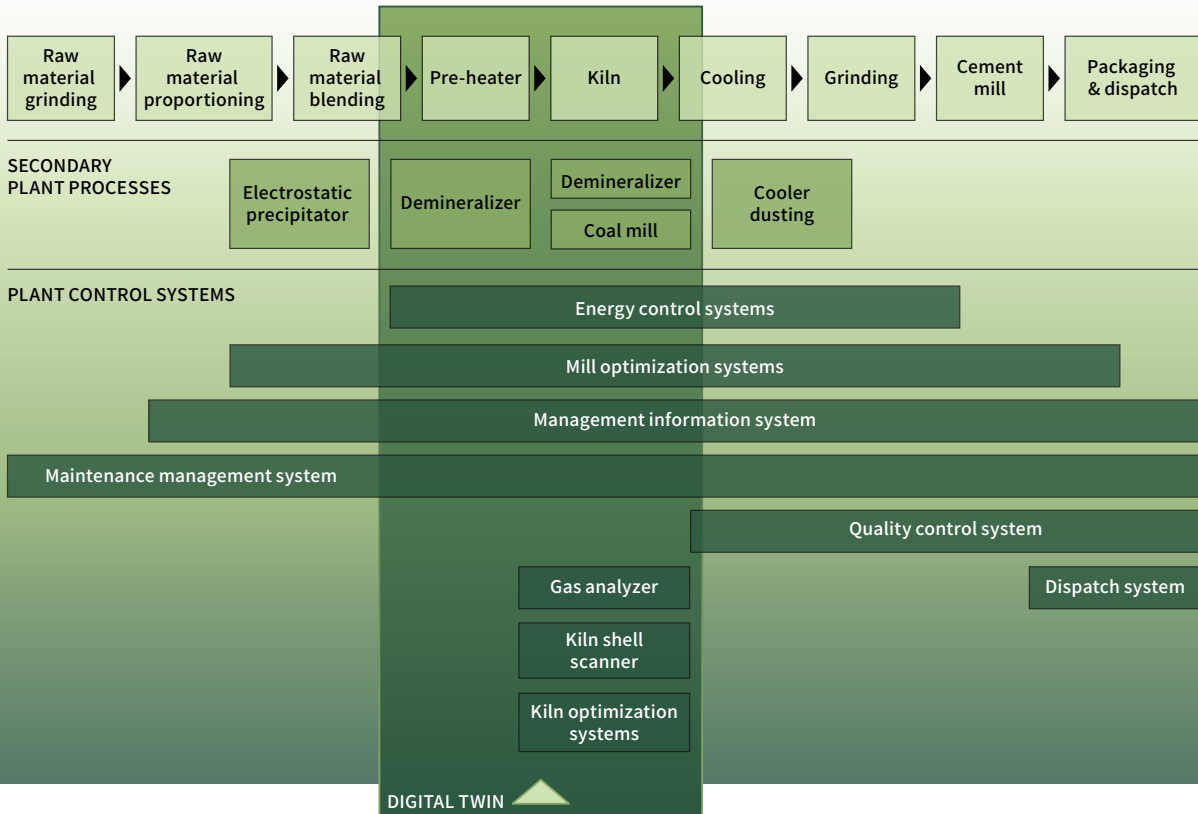 Raw
material
grinding
Raw
material
proportioning
Raw
material
blending
Pre-heater
Kiln
Cooling
Grinding
Cement
mill
Packaging
& dispatch
SECONDARY
PLANT PROCESSES
Electrostatic
precipitator
Demineralizer
Demineralizer
Coal mill
Cooler
dusting
PLANT CONTROL SYSTEMS
Energy control systems
Mill optimization systems
Management information system
Maintenance management system
Quality control system
Gas analyzer
Dispatch system
Kiln shell
scanner
Kiln optimization
systems
DIGITAL TWIN